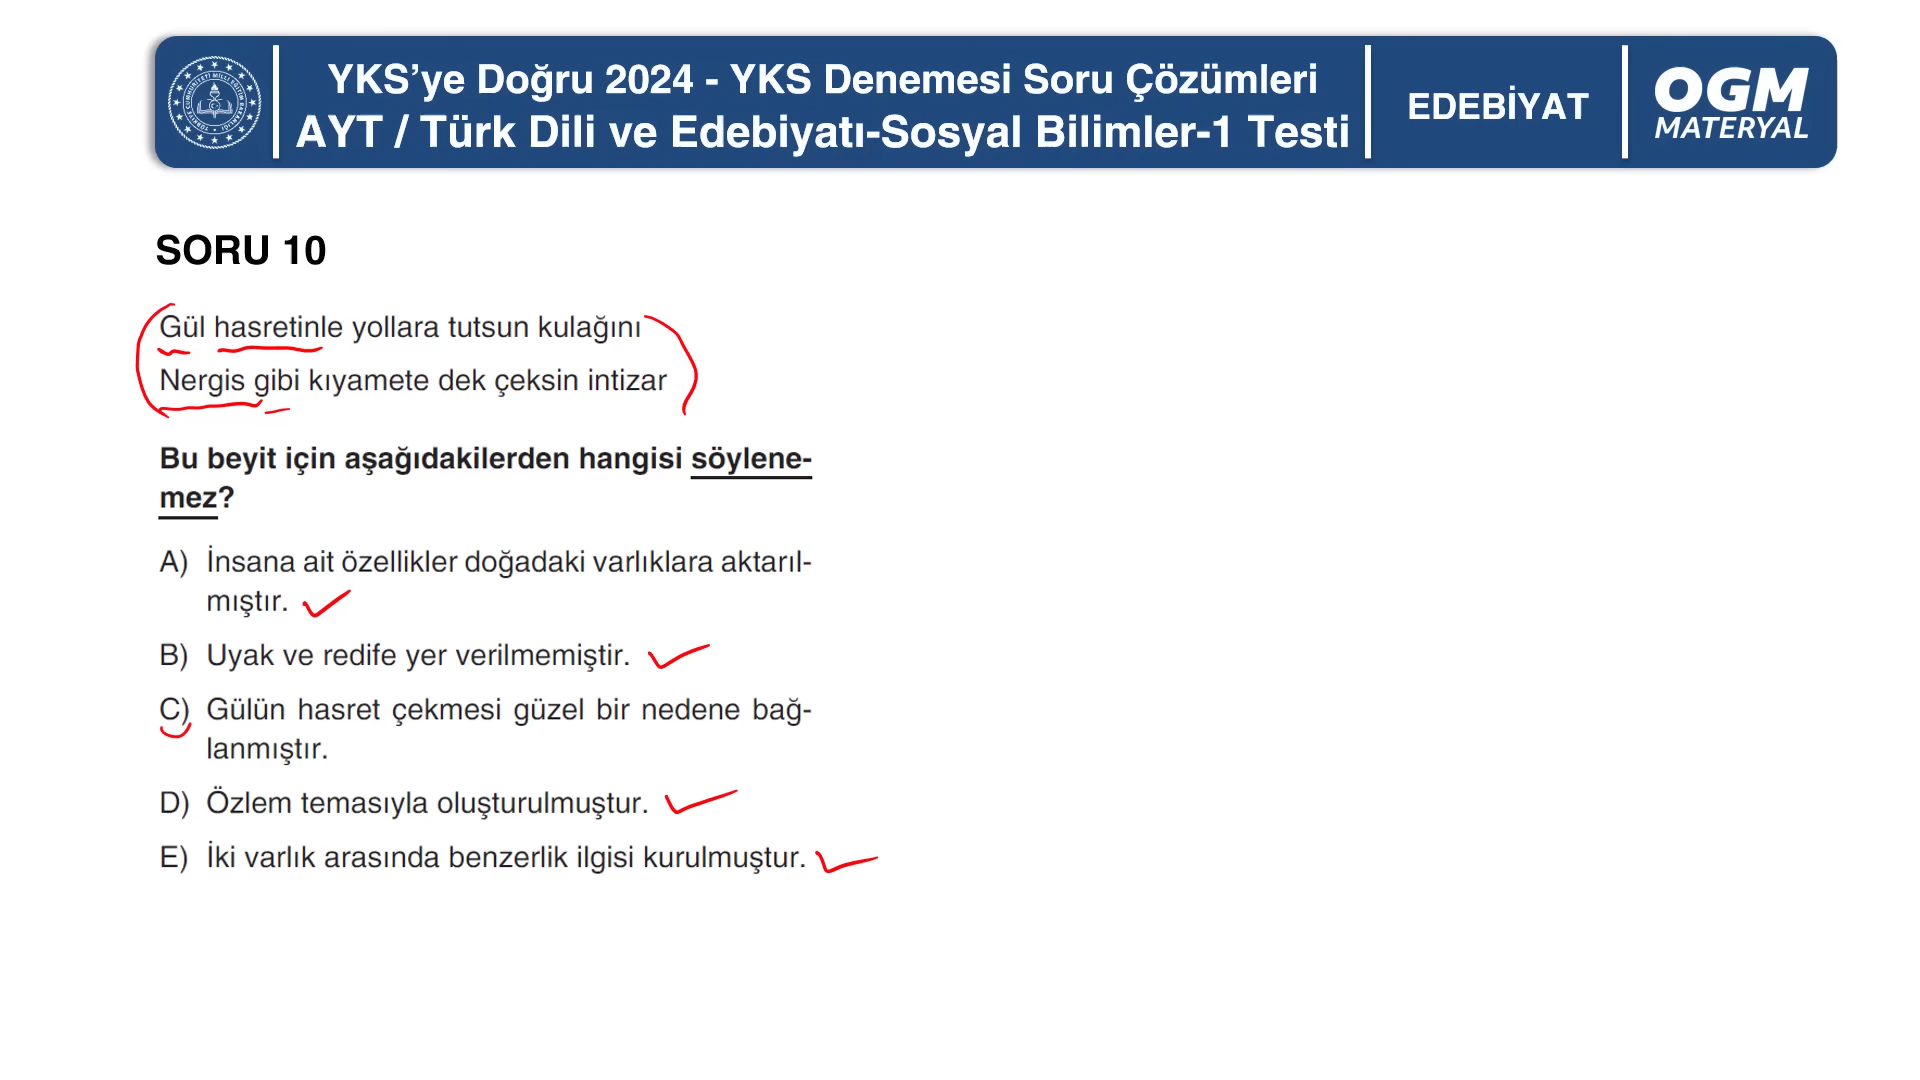 YKS’ye Doğru 2024 - YKS Denemesi Soru Çözümleri
AYT / Türk Dili ve Edebiyatı-Sosyal Bilimler-1 Testi
EDEBİYAT
OGM
MATERYAL
SORU 10
Gül hasretinle yollara tutsun kulağını
Nergis gibi kıyamete dek çeksin intizar
Bu beyit için aşağıdakilerden hangisi söylene-
mez?
A) İnsana ait özellikler doğadaki varlıklara aktarıl-
mıştır.
B) Uyak ve redife yer verilmemiştir.
C) Gülün hasret çekmesi güzel bir nedene bağ-
lanmıştır.
D) Özlem temasıyla oluşturulmuştur.
E) İki varlık arasında benzerlik ilgisi kurulmuştur.